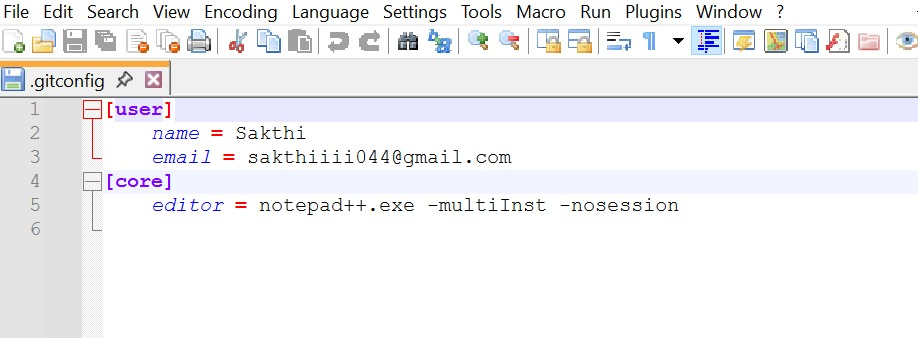 File Edit Search View Encoding Language Settings Tools Macro Run Plugins Window ?
.gitconfig
1 [user]
2 name = Sakthi
3 email = sakthiiii044@gmail.com
4 [core]
5 editor = notepad++.exe -multiInst -nosession
6